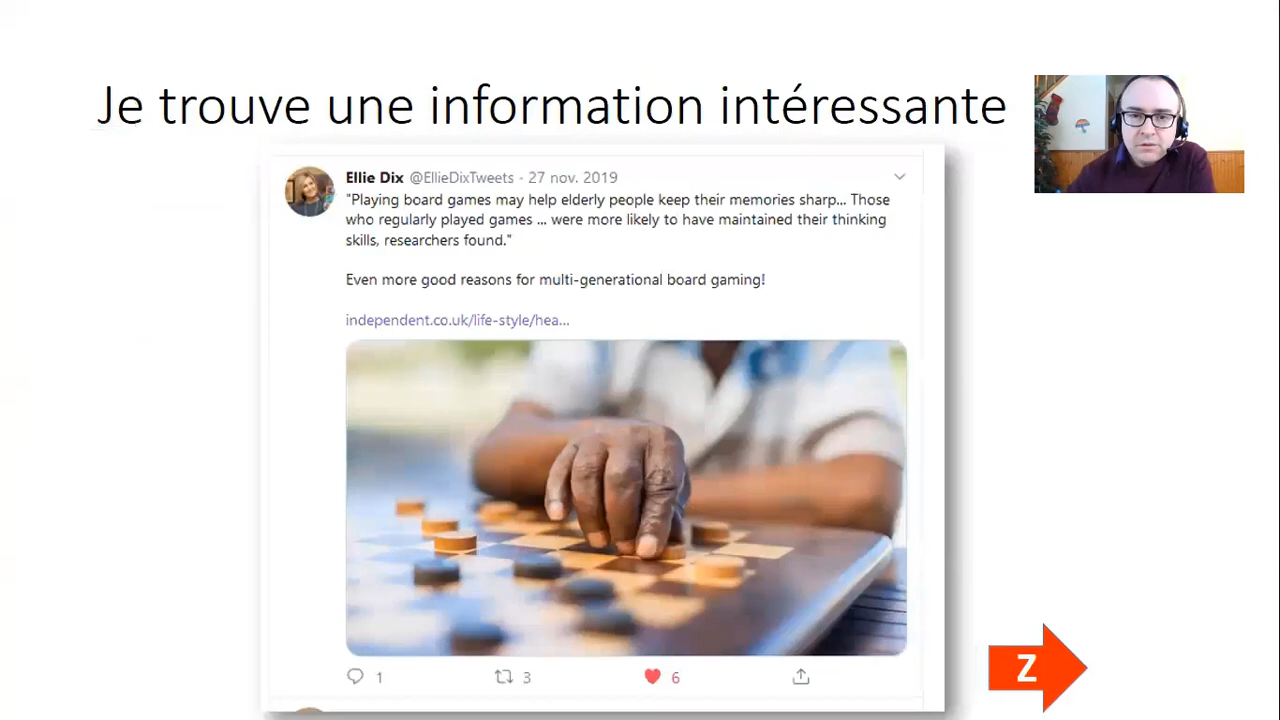 Je trouve une information intéressante
Ellie Dix @EllieDixTweets · 27 nov. 2019
"Playing board games may help elderly people keep their memories sharp... Those
who regularly played games ... were more likely to have maintained their thinking
skills, researchers found."
Even more good reasons for multi-generational board gaming!
independent.co.uk/life-style/hea...
1 3 6
Z